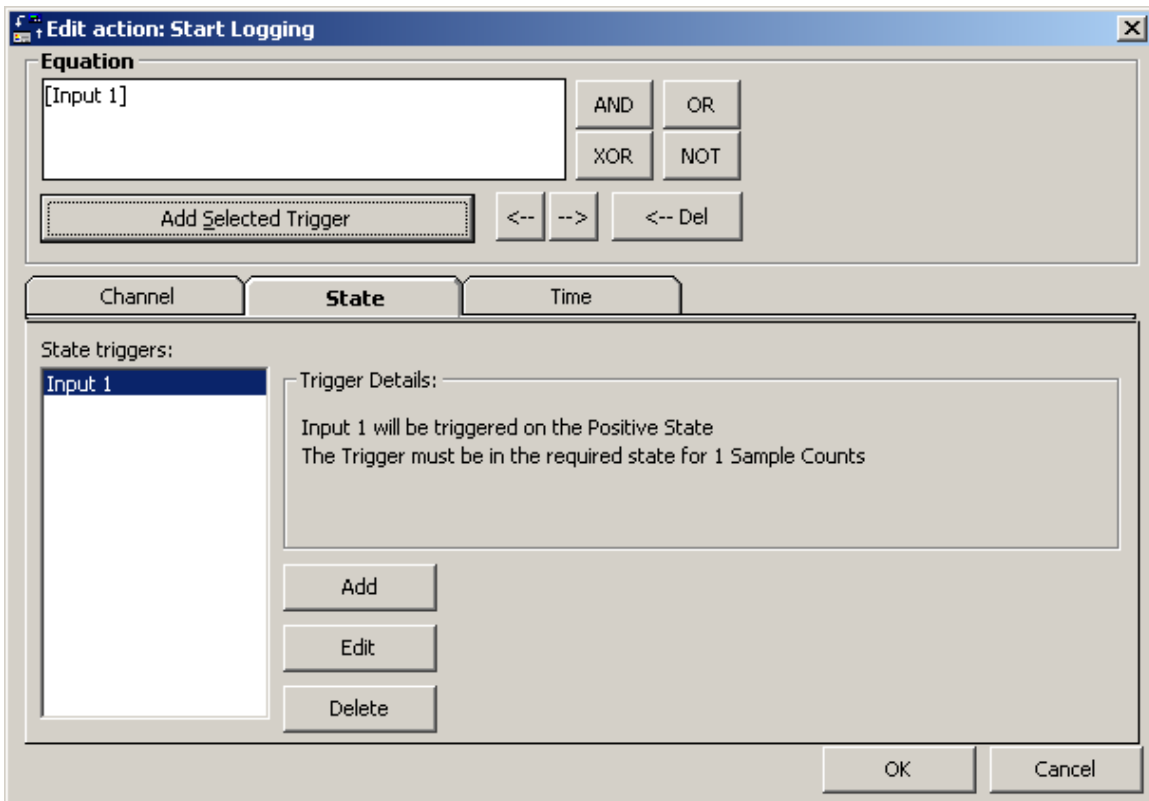 Edit action: Start Logging
Equation
[Input 1]
AND OR
XOR NOT
Add Selected Trigger <-- --> <-- Del
Channel State Time
State triggers:
Input 1
Trigger Details:
Input 1 will be triggered on the Positive State
The Trigger must be in the required state for 1 Sample Counts
Add
Edit
Delete
OK Cancel